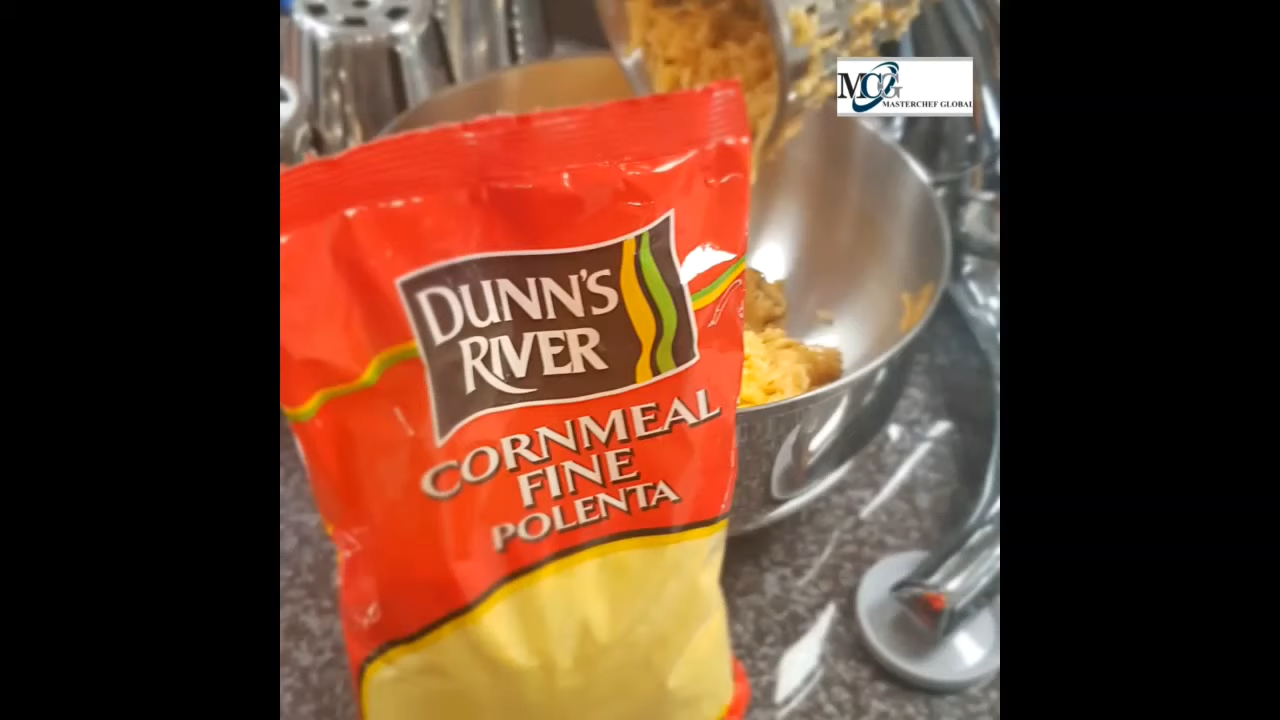 MCG
MASTERCHEF GLOBAL
DUNN'S
RIVER
CORNMEAL
FINE
POLENTA